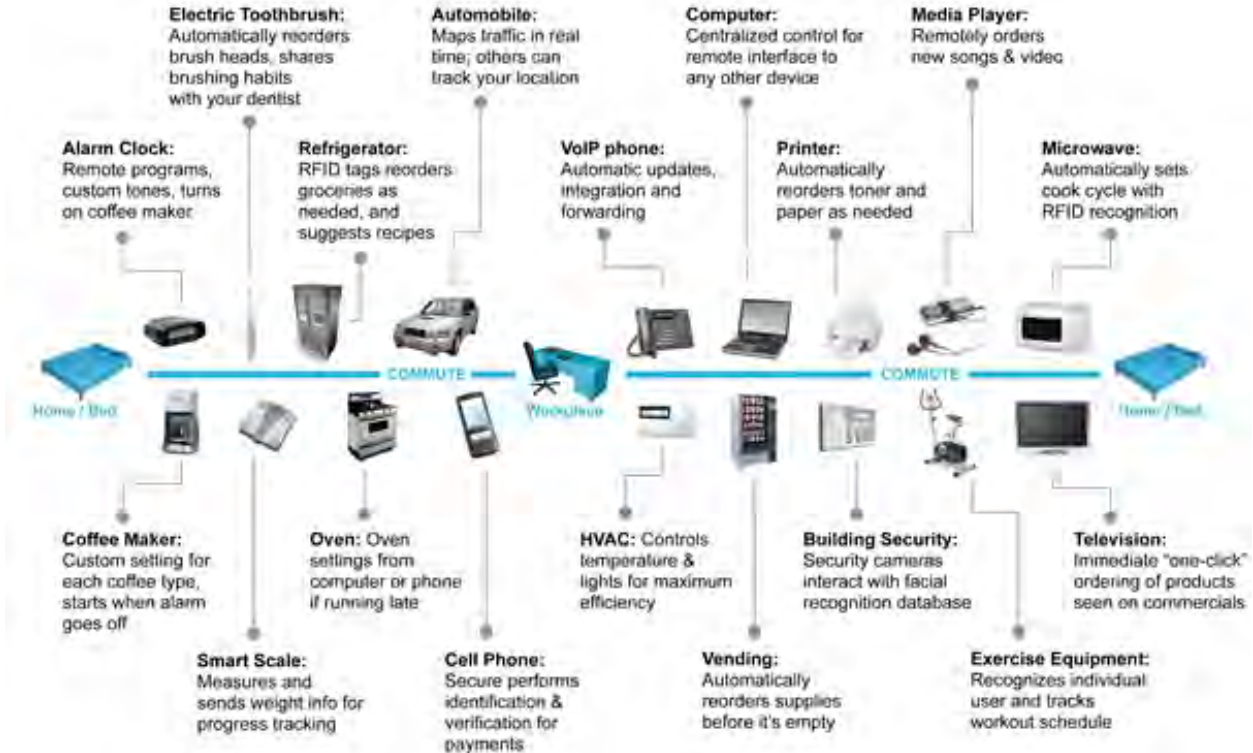 Electric Toothbrush:
Automatically reorders
brush heads, shares
brushing habits
with your dentist
Automobile:
Maps traffic in real
time; others can
track your location
Computer:
Centralized control for
remote interface to
any other device
Media Player:
Remotely orders
new songs & video
Alarm Clock:
Remote programs,
custom tones, turns
on coffee maker
Refrigerator:
RFID tags reorders
groceries as
needed, and
suggests recipes
VoIP phone:
Automatic updates,
integration and
forwarding
Printer:
Automatically
reorders toner and
paper as needed
Microwave:
Automatically sets
cook cycle with
RFID recognition
Home / Bed
COMMUTE
Workplace
COMMUTE
Home / Bed
Coffee Maker:
Custom setting for
each coffee type,
starts when alarm
goes off
Oven: Oven
settings from
computer or phone
if running late
HVAC: Controls
temperature &
lights for maximum
efficiency
Building Security:
Security cameras
interact with facial
recognition database
Television:
Immediate “one-click”
ordering of products
seen on commercials
Smart Scale:
Measures and
sends weight info for
progress tracking
Cell Phone:
Secure performs
identification &
verification for
payments
Vending:
Automatically
reorders supplies
before it's empty
Exercise Equipment:
Recognizes individual
user and tracks
workout schedule